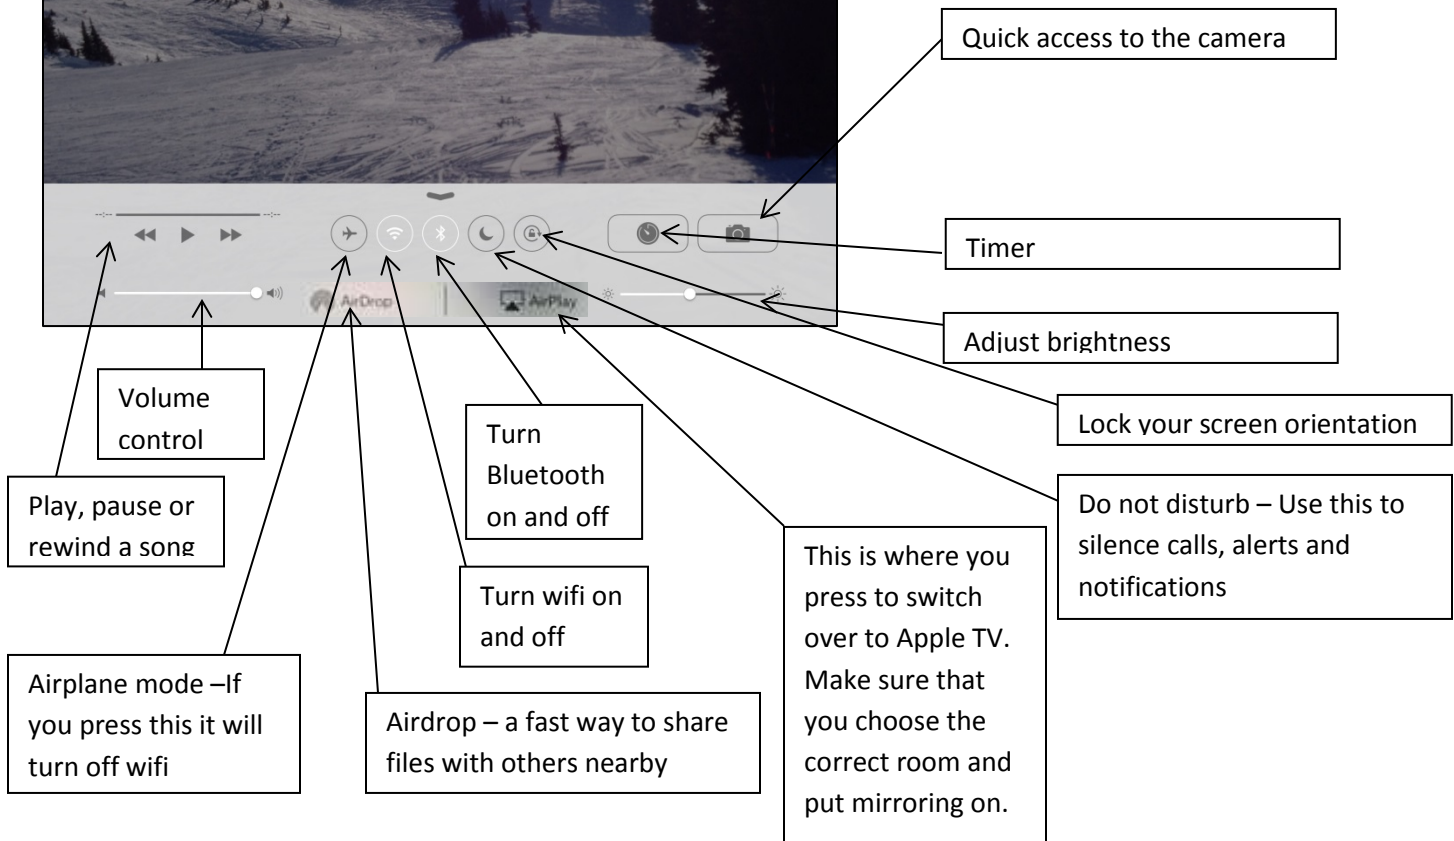 Quick access to the camera
--:--
--:--
Timer
AirDrop
AirPlay
Adjust brightness
Volume
control
Lock your screen orientation
Turn
Bluetooth
on and off
Play, pause or
rewind a song
Do not disturb – Use this to
silence calls, alerts and
notifications
This is where you
press to switch
over to Apple TV.
Make sure that
you choose the
correct room and
put mirroring on.
Turn wifi on
and off
Airplane mode –If
you press this it will
turn off wifi
Airdrop – a fast way to share
files with others nearby